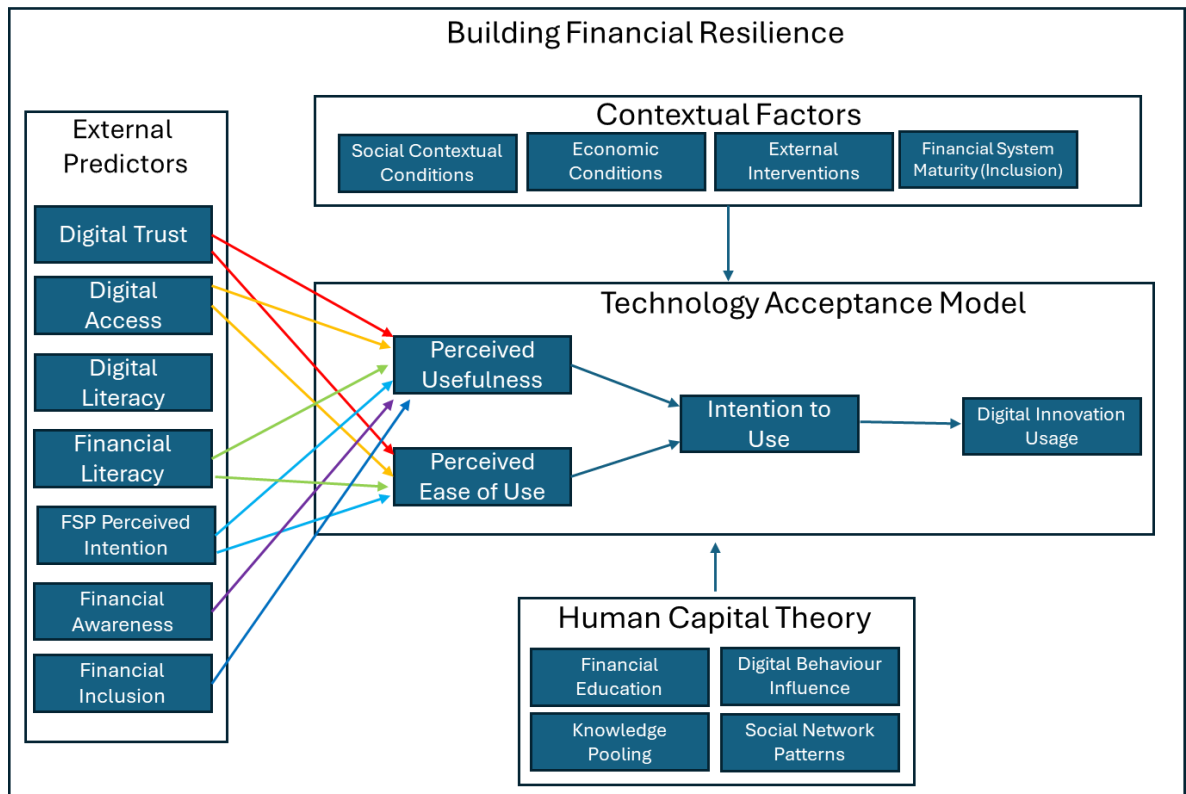 Building Financial Resilience
External
Predictors
Digital Trust
Digital
Access
Digital
Literacy
Financial
Literacy
FSP Perceived
Intention
Financial
Awareness
Financial
Inclusion
Contextual Factors
Social Contextual
Conditions
Economic
Conditions
External
Interventions
Financial System
Maturity (Inclusion)
Technology Acceptance Model
Perceived
Usefulness
Perceived
Ease of Use
Intention to
Use
Digital Innovation
Usage
Human Capital Theory
Financial
Education
Digital Behaviour
Influence
Knowledge
Pooling
Social Network
Patterns